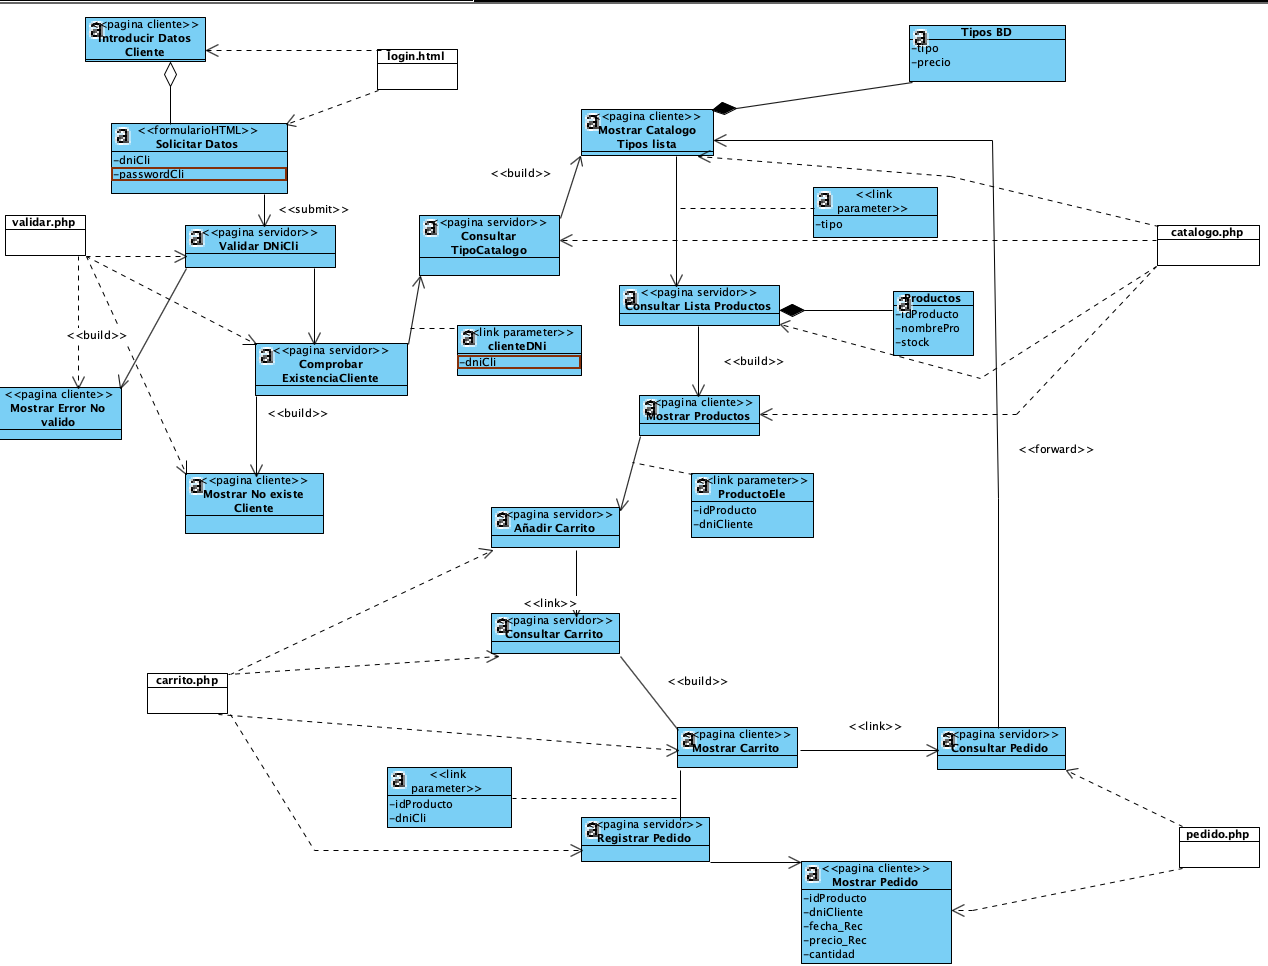 <<pagina cliente>>
Introducir Datos
Cliente
login.html
<<formularioHTML>>
Solicitar Datos
-dniCli
-passwordCli
<<submit>>
validar.php
<<pagina servidor>>
Validar DNiCli
<<build>>
<<pagina servidor>>
Comprobar
ExistenciaCliente
<<pagina cliente>>
Mostrar Error No
valido
<<build>>
<<pagina cliente>>
Mostrar No existe
Cliente
<<pagina servidor>>
Consultar
TipoCatalogo
<<link parameter>>
clienteDNi
-dniCli
<<build>>
<<pagina cliente>>
Mostrar Catalogo
Tipos lista
Tipos BD
-tipo
-precio
<<link
parameter>>
-tipo
catalogo.php
<<pagina servidor>>
Consultar Lista Productos
Productos
-idProducto
-nombrePro
-stock
<<build>>
<<pagina cliente>>
Mostrar Productos
<<forward>>
<<link parameter>>
ProductoEle
-idProducto
-dniCliente
<<pagina servidor>>
Añadir Carrito
<<link>>
<<pagina servidor>>
Consultar Carrito
carrito.php
<<build>>
<<pagina cliente>>
Mostrar Carrito
<<link>>
<<pagina servidor>>
Consultar Pedido
<<link
parameter>>
-idProducto
-dniCli
<<pagina servidor>>
Registrar Pedido
pedido.php
<<pagina cliente>>
Mostrar Pedido
-idProducto
-dniCliente
-fecha_Rec
-precio_Rec
-cantidad